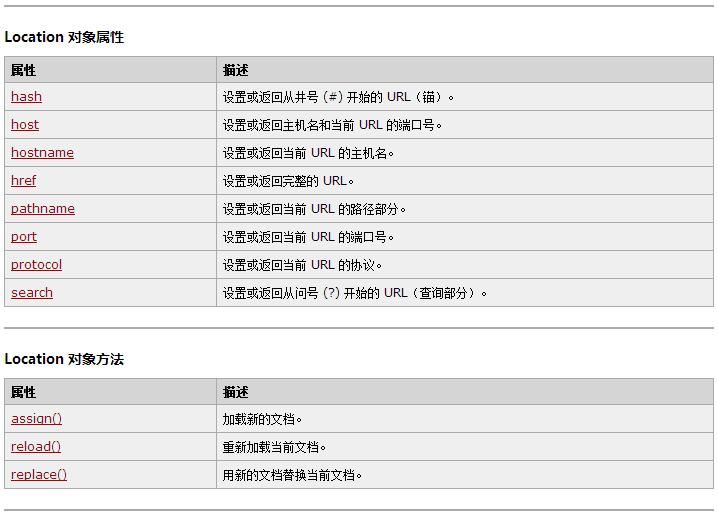 Location 对象属性
属性 描述
hash 设置或返回从井号 (#) 开始的 URL（锚）。
host 设置或返回主机名和当前 URL 的端口号。
hostname 设置或返回当前 URL 的主机名。
href 设置或返回完整的 URL。
pathname 设置或返回当前 URL 的路径部分。
port 设置或返回当前 URL 的端口号。
protocol 设置或返回当前 URL 的协议。
search 设置或返回从问号 (?) 开始的 URL（查询部分）。
Location 对象方法
属性 描述
assign() 加载新的文档。
reload() 重新加载当前文档。
replace() 用新的文档替换当前文档。